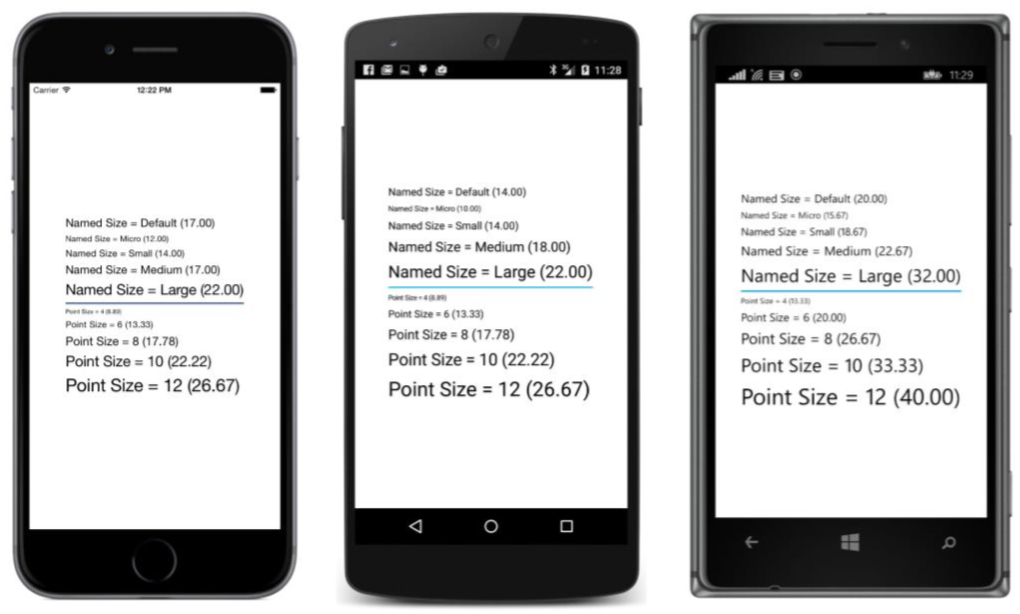 Carrier 12:22 PM
Named Size = Default (17.00)
Named Size = Micro (12.00)
Named Size = Small (14.00)
Named Size = Medium (17.00)
Named Size = Large (22.00)
Point Size = 4 (8.89)
Point Size = 6 (13.33)
Point Size = 8 (17.78)
Point Size = 10 (22.22)
Point Size = 12 (26.67)
3G 11:28
Named Size = Default (14.00)
Named Size = Micro (10.00)
Named Size = Small (14.00)
Named Size = Medium (18.00)
Named Size = Large (22.00)
Point Size = 4 (8.89)
Point Size = 6 (13.33)
Point Size = 8 (17.78)
Point Size = 10 (22.22)
Point Size = 12 (26.67)
11:29
Named Size = Default (20.00)
Named Size = Micro (15.67)
Named Size = Small (18.67)
Named Size = Medium (22.67)
Named Size = Large (32.00)
Point Size = 4 (13.33)
Point Size = 6 (20.00)
Point Size = 8 (26.67)
Point Size = 10 (33.33)
Point Size = 12 (40.00)